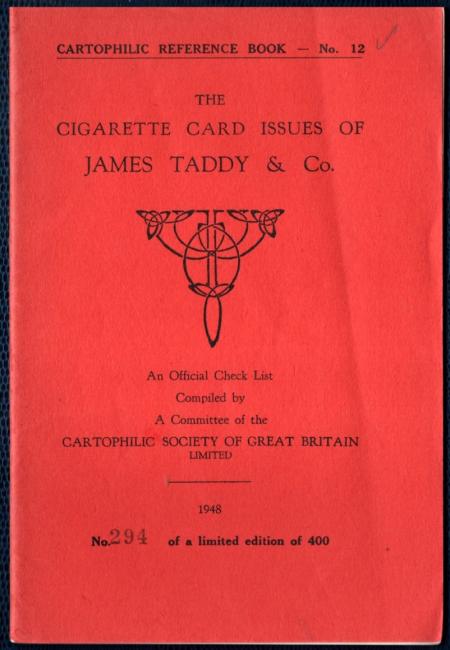 CARTOPHILIC REFERENCE BOOK — No. 12
THE
CIGARETTE CARD ISSUES OF
JAMES TADDY & Co.
An Official Check List
Compiled by
A Committee of the
CARTOPHILIC SOCIETY OF GREAT BRITAIN
LIMITED
1948
No. 294 of a limited edition of 400